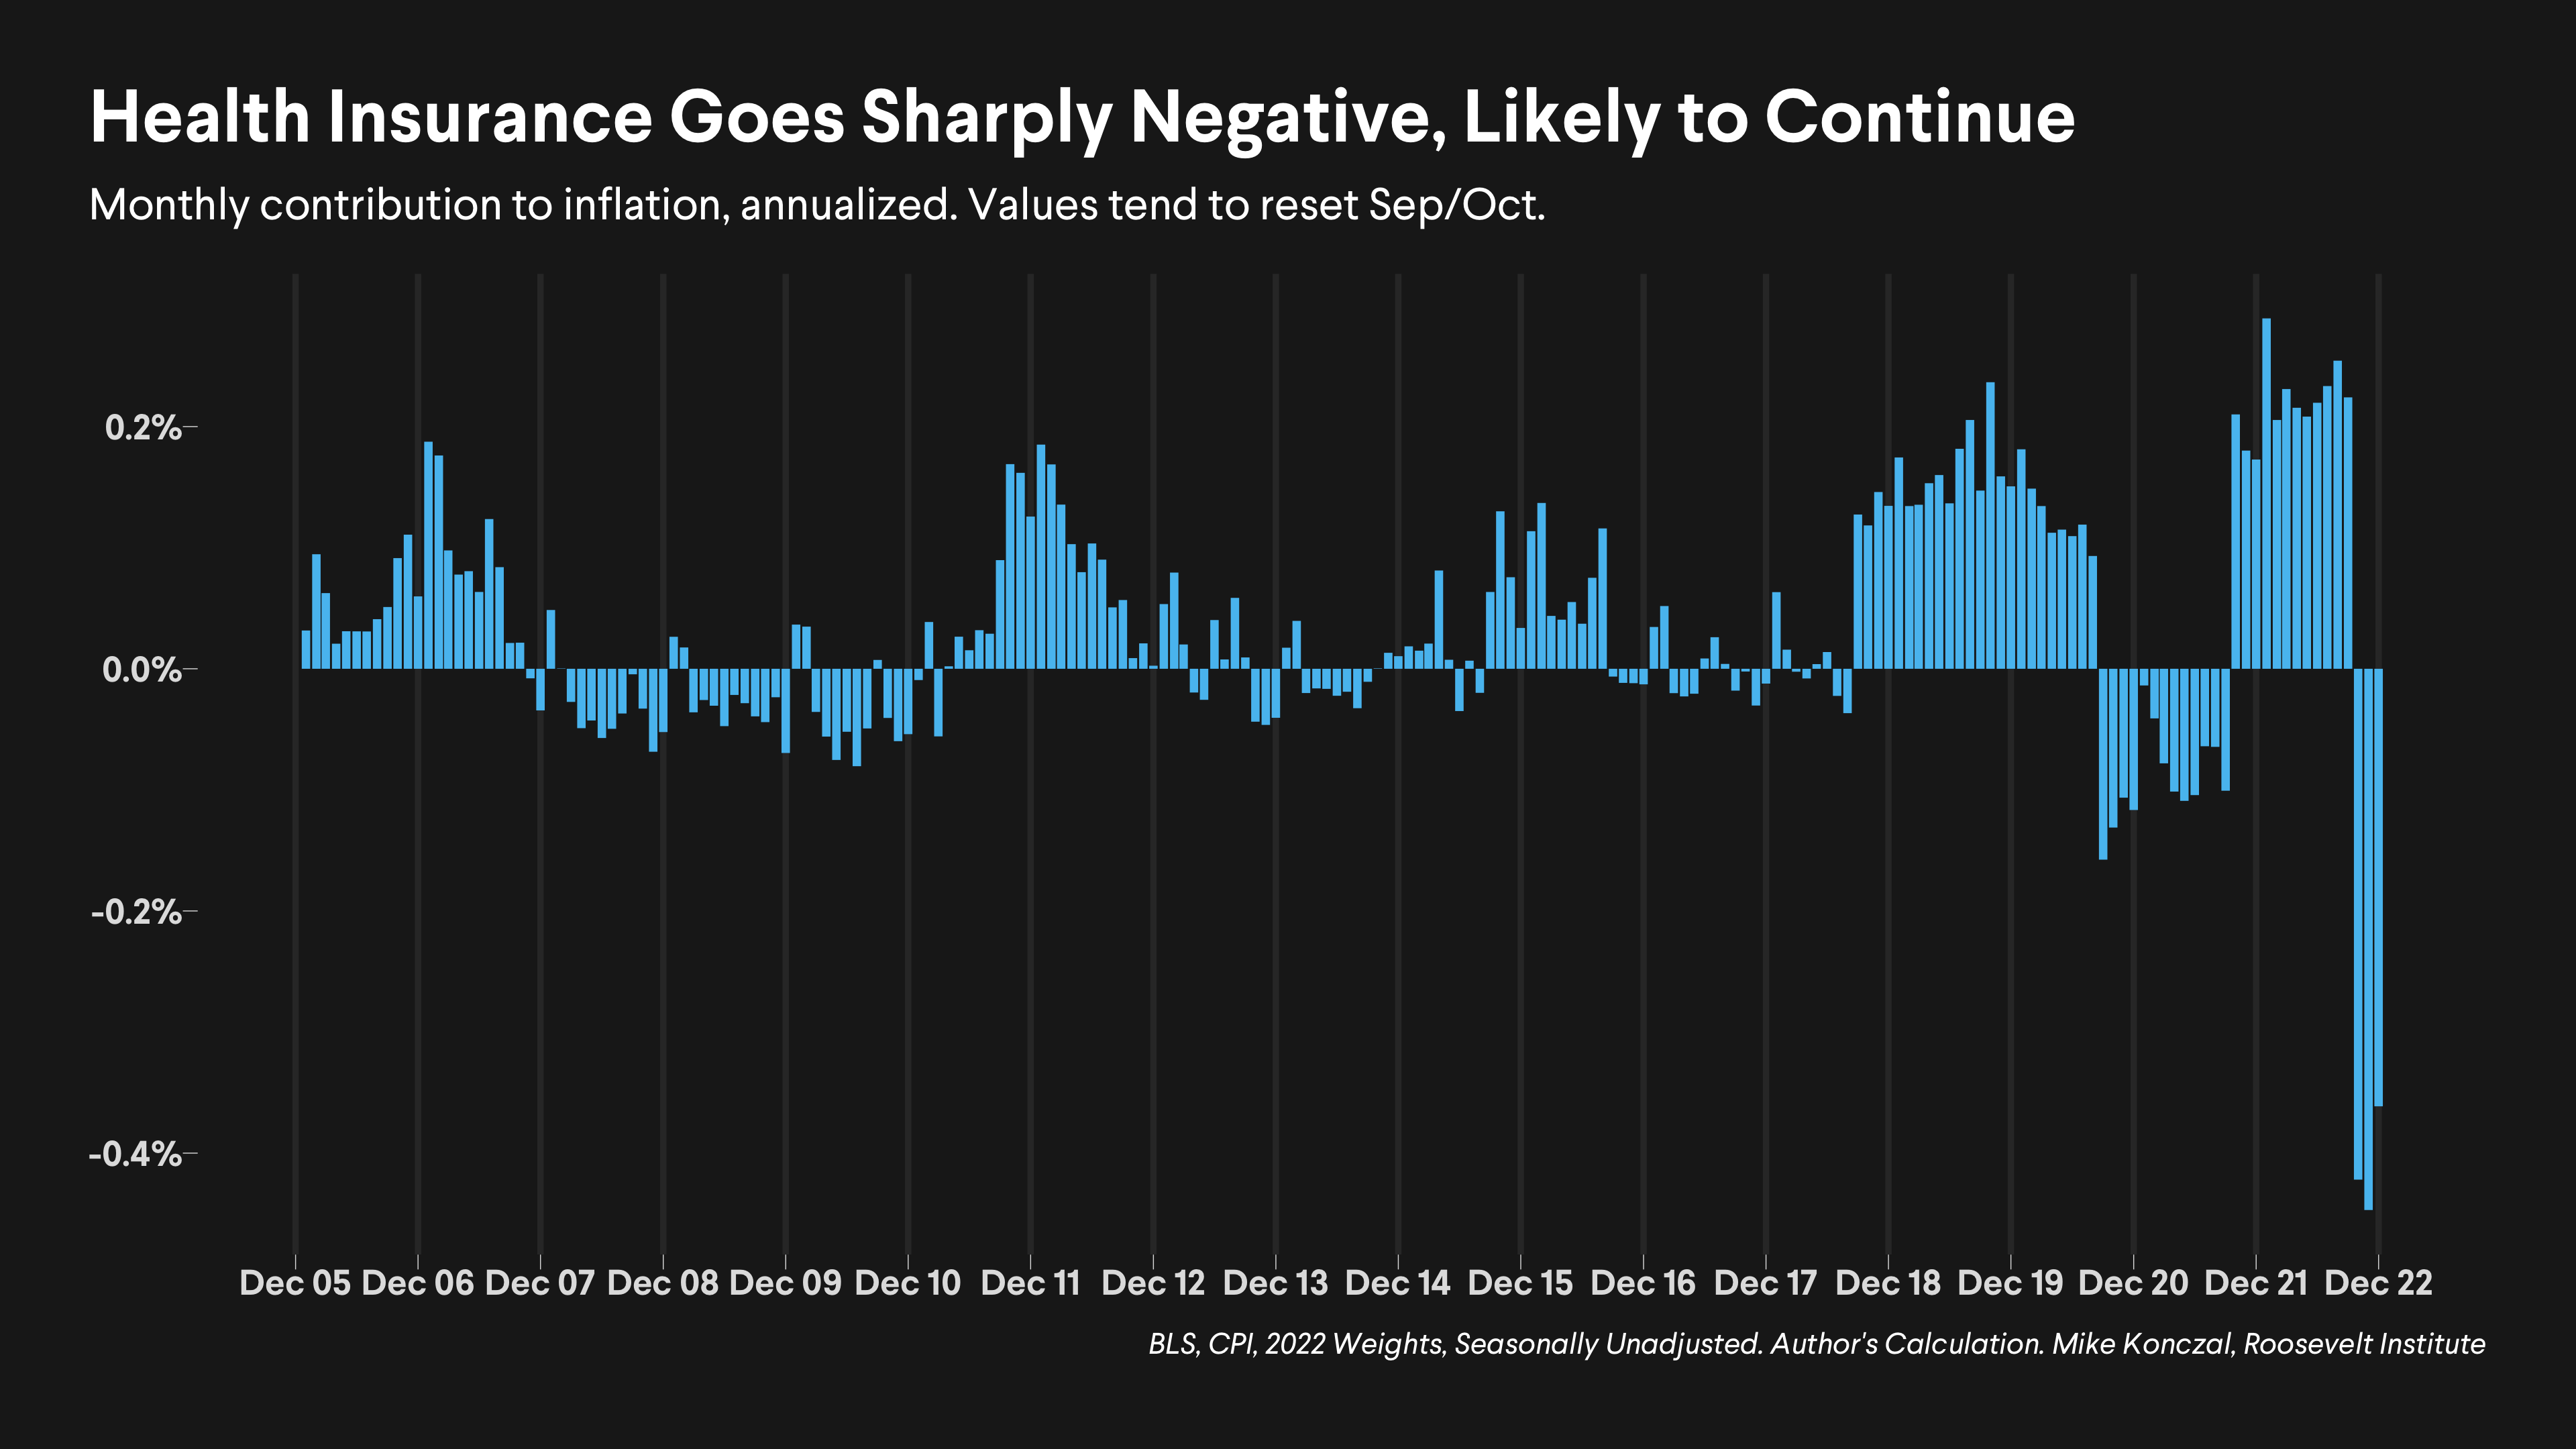 Health Insurance Goes Sharply Negative, Likely to Continue
Monthly contribution to inflation, annualized. Values tend to reset Sep/Oct.
0.2%
0.0%
-0.2%
-0.4%
Dec 05 Dec 06 Dec 07 Dec 08 Dec 09 Dec 10 Dec 11 Dec 12 Dec 13 Dec 14 Dec 15 Dec 16 Dec 17 Dec 18 Dec 19 Dec 20 Dec 21 Dec 22
BLS, CPI, 2022 Weights, Seasonally Unadjusted. Author's Calculation. Mike Konczal, Roosevelt Institute